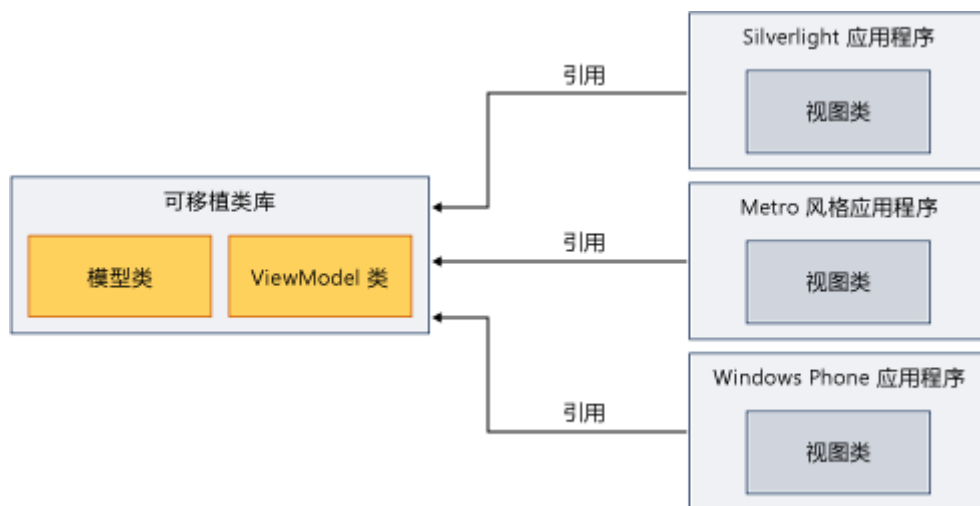 Silverlight 应用程序
视图类
引用
可移植类库
模型类
ViewModel 类
引用
Metro 风格应用程序
视图类
引用
Windows Phone 应用程序
视图类